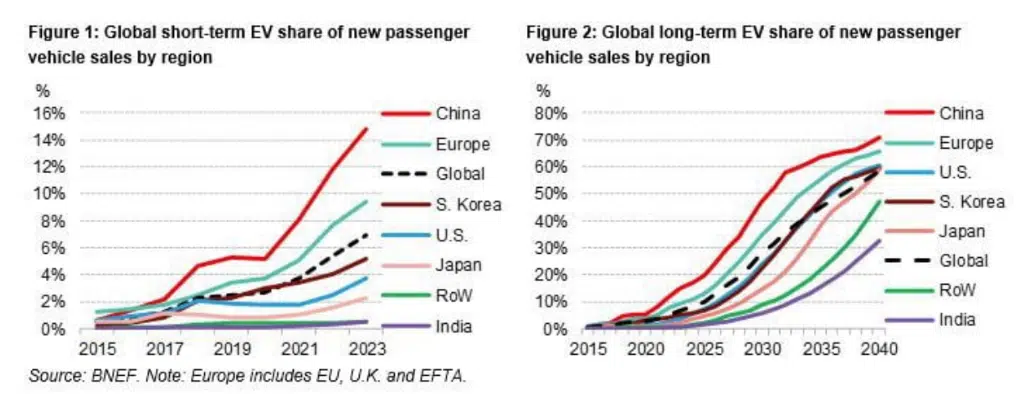 Figure 1: Global short-term EV share of new passenger
vehicle sales by region
%
16%
14%
12%
10%
8%
6%
4%
2%
0%
2015 2017 2019 2021 2023
China
Europe
Global
S. Korea
U.S.
Japan
RoW
India
Source: BNEF. Note: Europe includes EU, U.K. and EFTA.
Figure 2: Global long-term EV share of new passenger
vehicle sales by region
%
80%
70%
60%
50%
40%
30%
20%
10%
0%
2015 2020 2025 2030 2035 2040
China
Europe
U.S.
S. Korea
Japan
Global
RoW
India